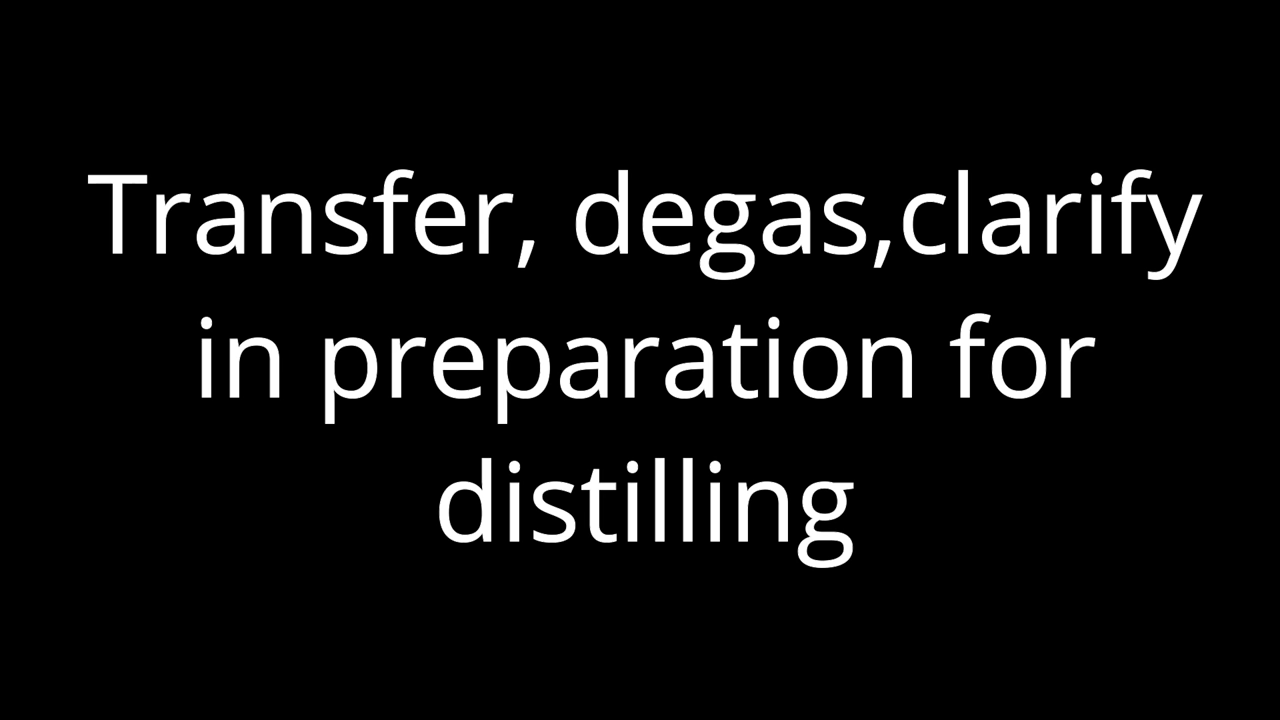 Transfer, degas,clarify
in preparation for
distilling